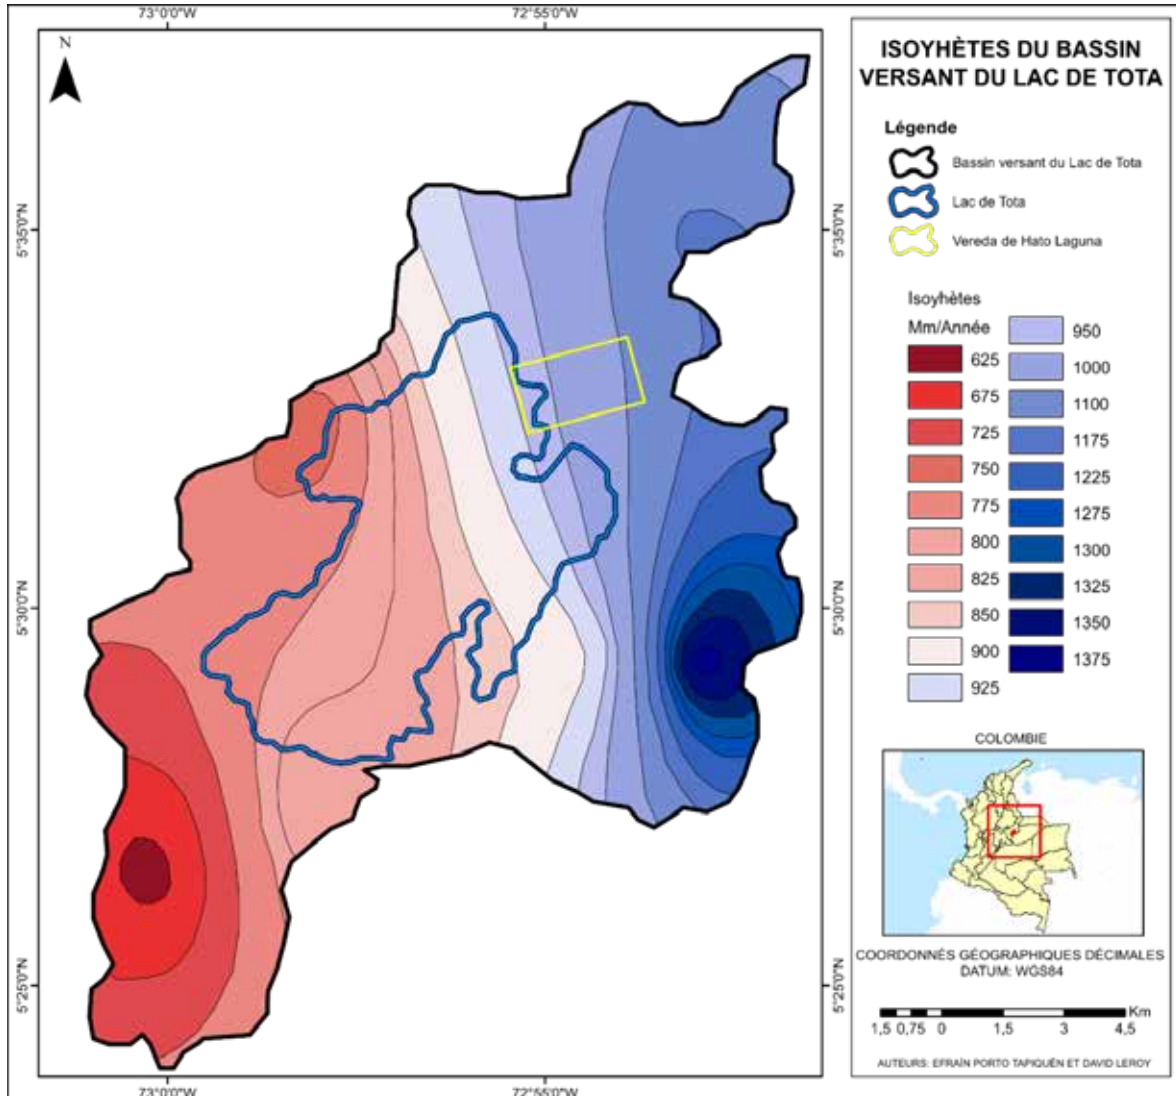 73°0'0"W
72°55'0"W
N
5°35'0"N
5°35'0"N
5°30'0"N
5°30'0"N
5°25'0"N
5°25'0"N
73°0'0"W
72°55'0"W
ISOYHÈTES DU BASSIN
VERSANT DU LAC DE TOTA
Légende
Bassin versant du Lac de Tota
Lac de Tota
Vereda de Hato Laguna
Isoyhètes
Mm/Année
625
675
725
750
775
800
825
850
900
925
950
1000
1100
1175
1225
1275
1300
1325
1350
1375
COLOMBIE
COORDONNÉS GÉOGRAPHIQUES DÉCIMALES
DATUM: WGS84
Km
1,5 0,75 0 1,5 3 4,5
AUTEURS: EFRAÍN PORTO TAPIQUÉN ET DAVID LEROY